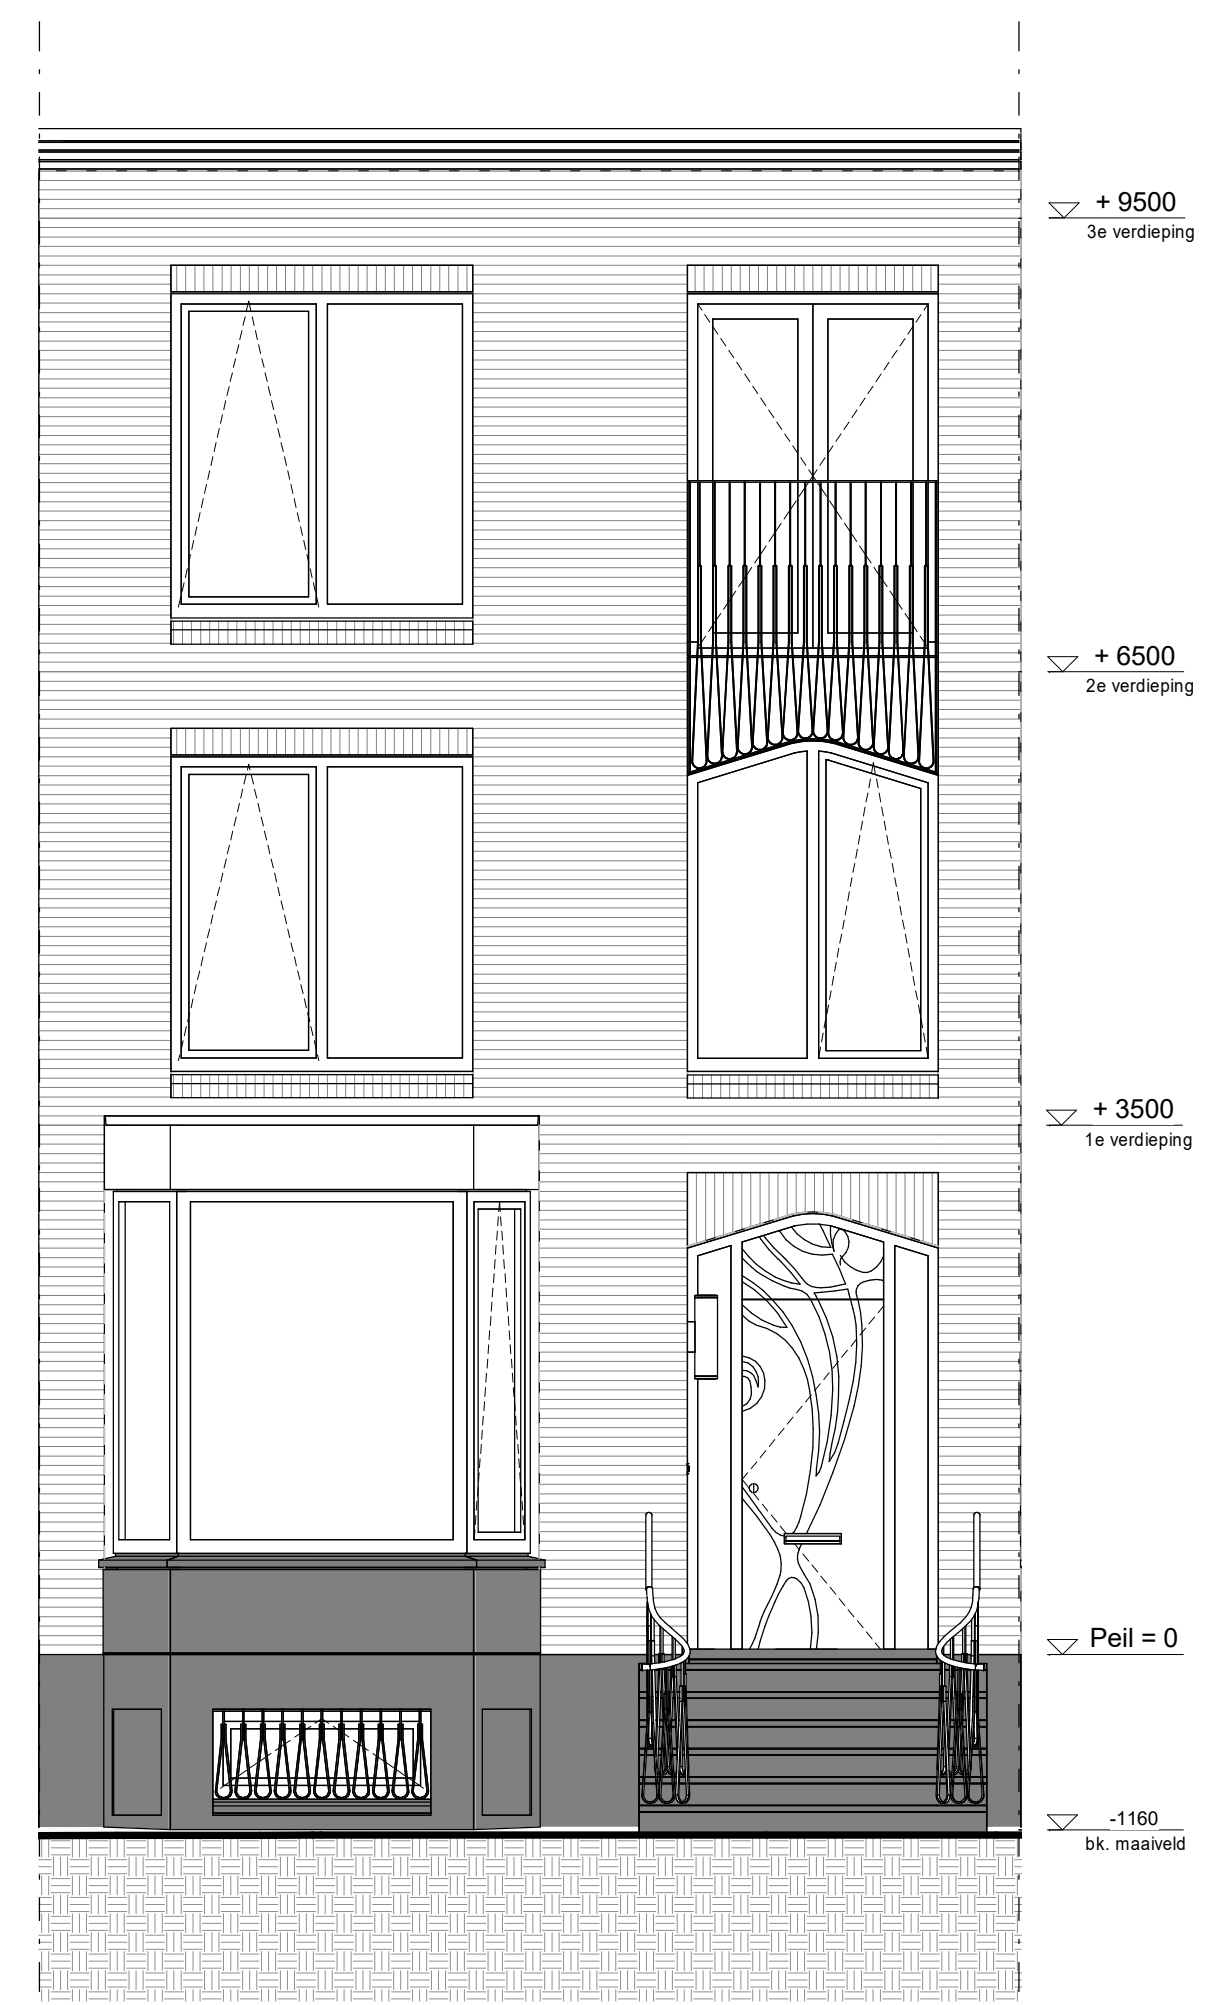 + 9500
3e verdieping
+ 6500
2e verdieping
+ 3500
1e verdieping
Peil = 0
-1160
bk. maaiveld